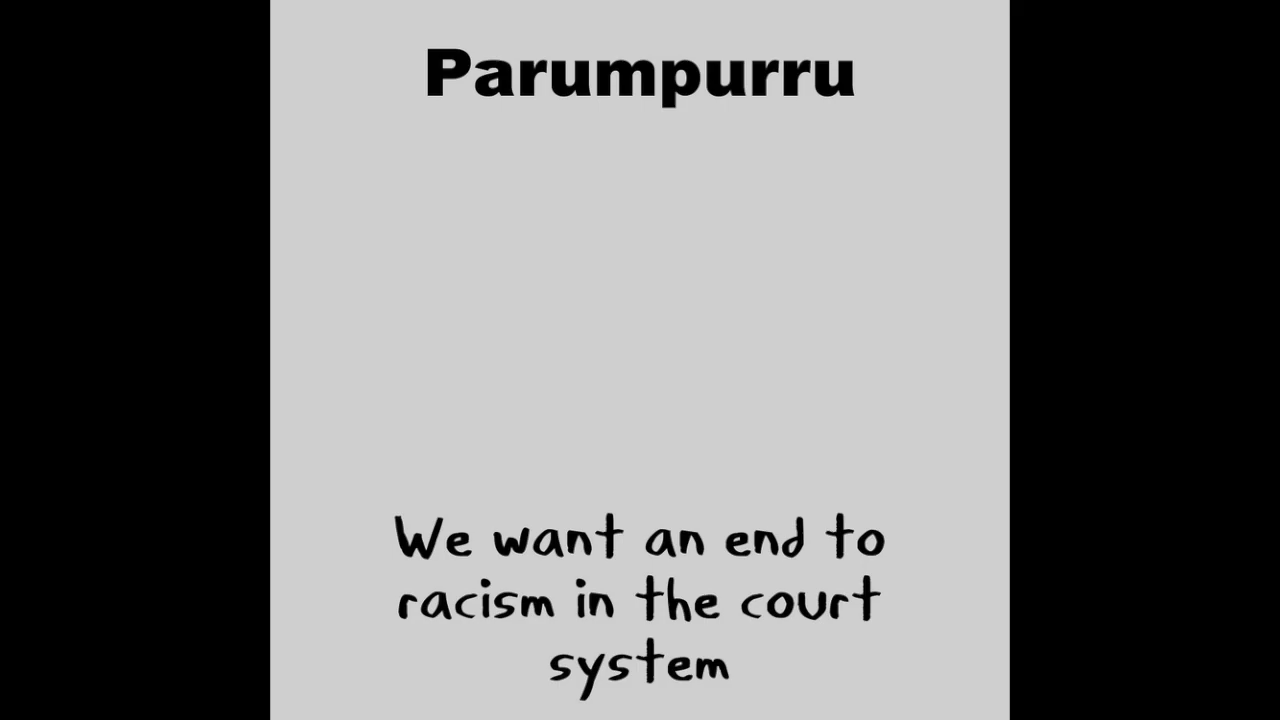 Parumpurru
We want an end to
racism in the court
system